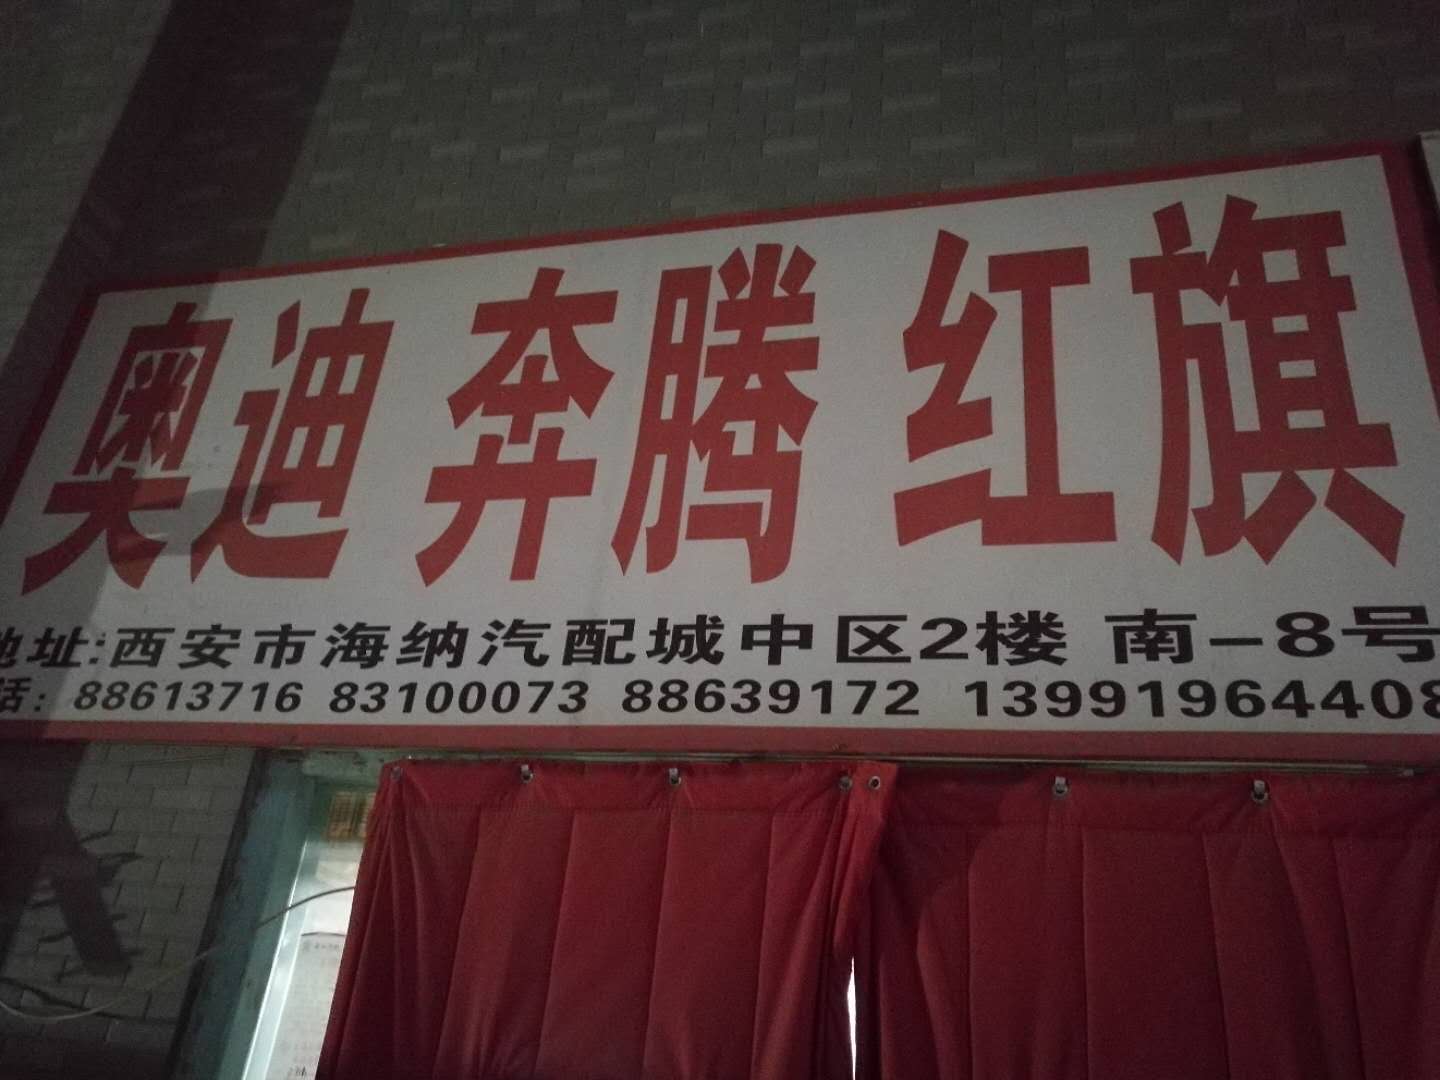 奥迪 奔腾 红旗
地址:西安市海纳汽配城中区2楼 南-8号
话: 88613716 83100073 88639172 13991964408